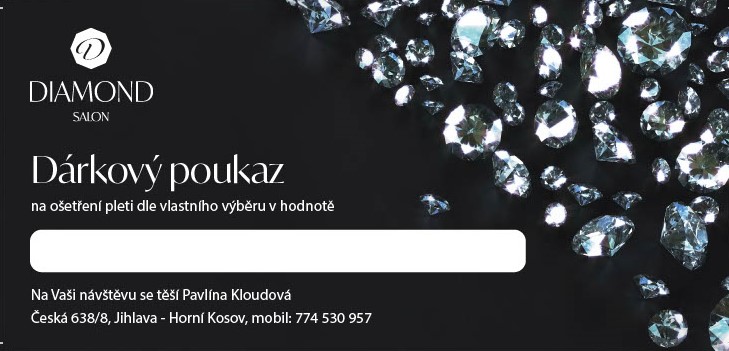 D
DIAMOND
SALON
Dárkový poukaz
na ošetření pleti dle vlastního výběru v hodnotě
Na Vaši návštěvu se těší Pavlína Kloudová
Česká 638/8, Jihlava - Horní Kosov, mobil: 774 530 957